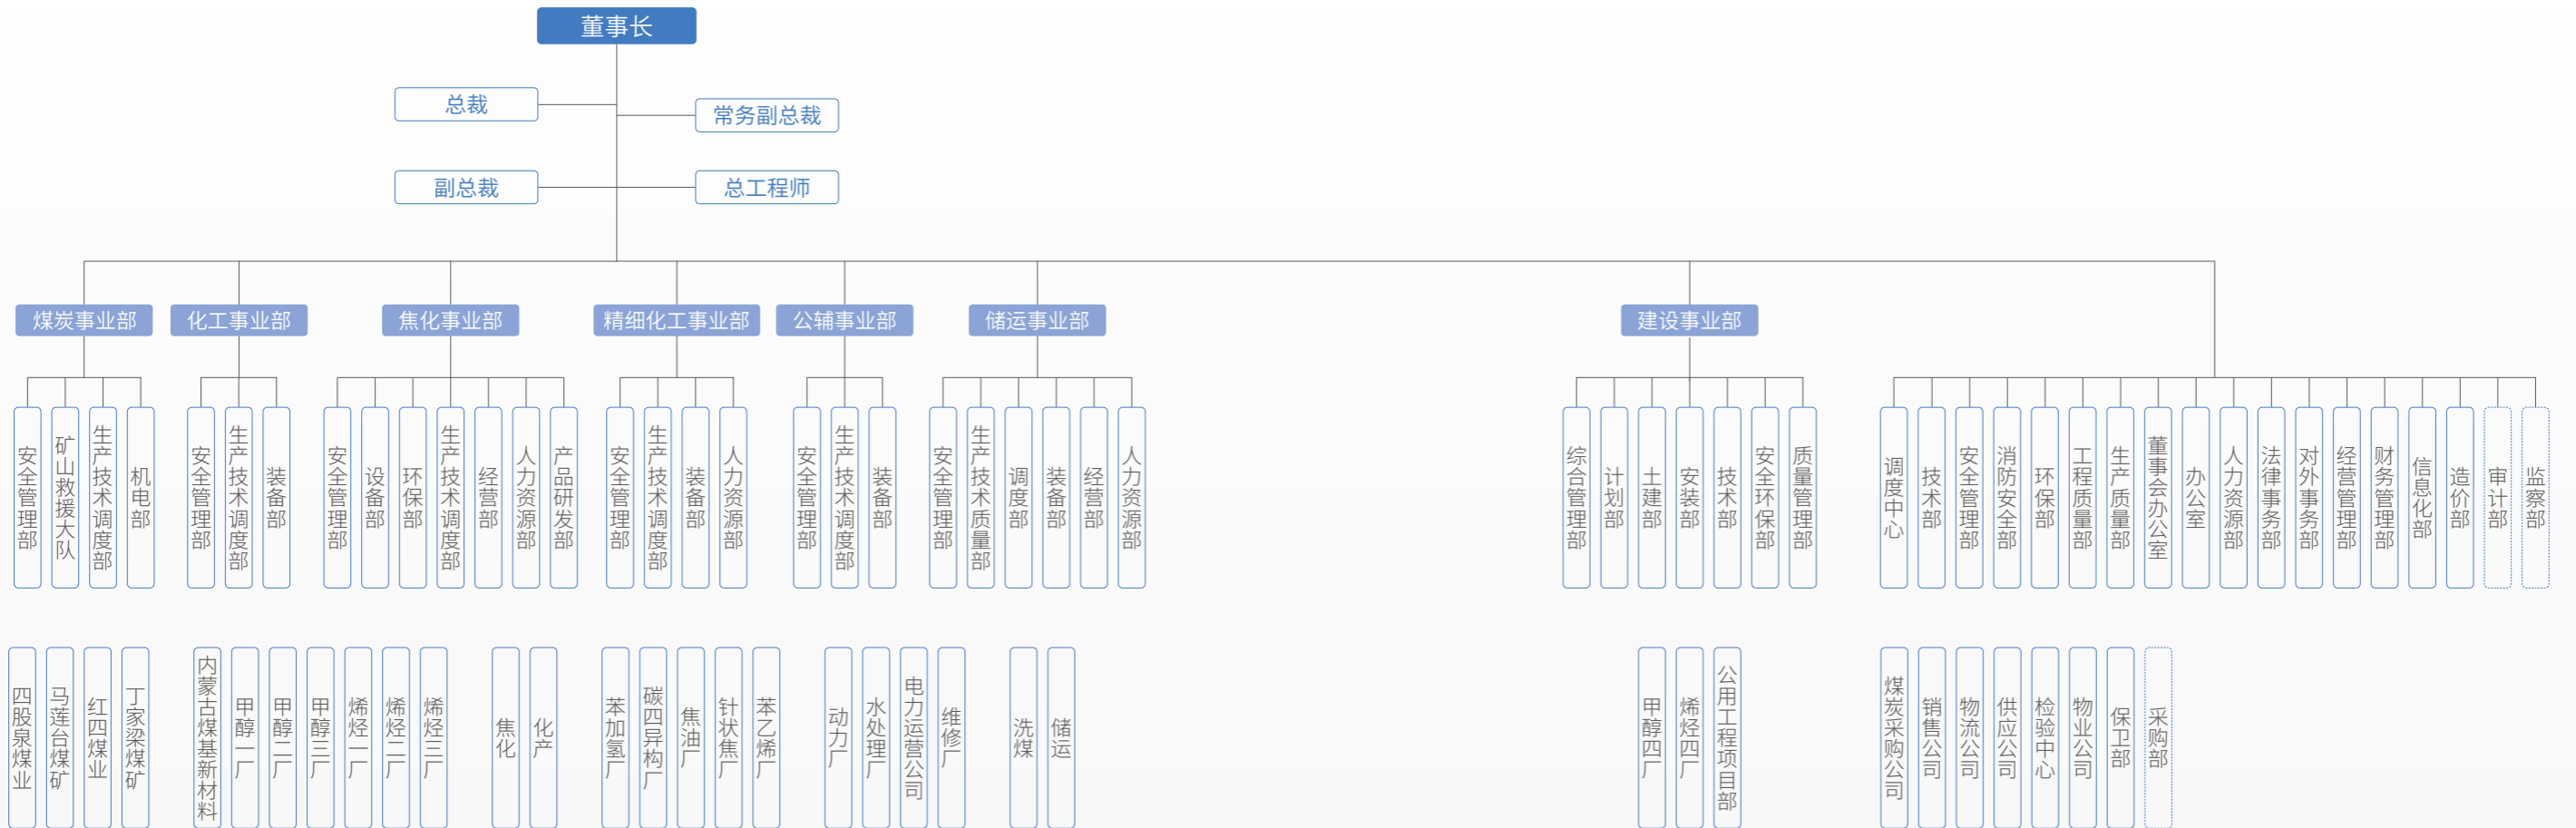 董事长
总裁
常务副总裁
副总裁
总工程师
煤炭事业部
化工事业部
焦化事业部
精细化工事业部
公辅事业部
储运事业部
建设事业部
安全管理部
矿山救援大队
生产技术调度部
机电部
安全管理部
生产技术调度部
装备部
安全管理部
设备部
环保部
生产技术调度部
经营部
人力资源部
产品研发部
安全管理部
生产技术调度部
装备部
人力资源部
安全管理部
生产技术调度部
装备部
安全管理部
生产技术质量部
调度部
装备部
经营部
人力资源部
综合管理部
计划部
土建部
安装部
技术部
安全环保部
质量管理部
调度中心
技术部
安全管理部
消防安全部
环保部
工程质量部
生产质量部
董事会办公室
办公室
人力资源部
法律事务部
对外事务部
经营管理部
财务管理部
信息化部
造价部
审计部
监察部
四股泉煤业
马莲台煤矿
红四煤业
丁家梁煤矿
内蒙古煤基新材料
甲醇一厂
甲醇二厂
甲醇三厂
烯烃一厂
烯烃二厂
烯烃三厂
焦化
化产
苯加氢厂
碳四异构厂
焦油厂
针状焦厂
苯乙烯厂
动力厂
水处理厂
电力运营公司
维修厂
洗煤
储运
甲醇四厂
烯烃四厂
公用工程项目部
煤炭采购公司
销售公司
物流公司
供应公司
检验中心
物业公司
保卫部
采购部